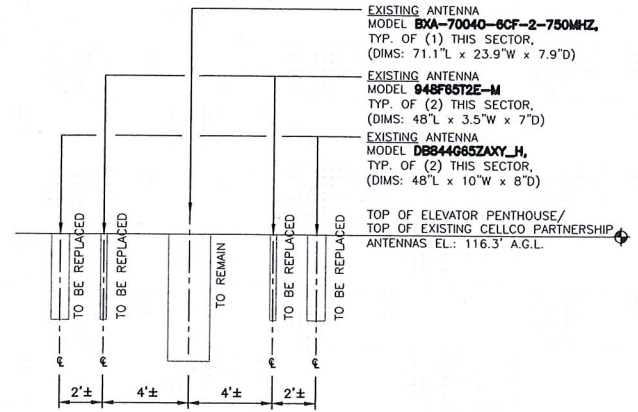 EXISTING ANTENNA
MODEL BXA-70040-6CF-2-750MHZ,
TYP. OF (1) THIS SECTOR,
(DIMS: 71.1"L x 23.9"W x 7.9"D)
EXISTING ANTENNA
MODEL 948F65T2E-M
TYP. OF (2) THIS SECTOR,
(DIMS: 48"L x 3.5"W x 7"D)
EXISTING ANTENNA
MODEL DB844G65ZAXY_H,
TYP. OF (2) THIS SECTOR,
(DIMS: 48"L x 10"W x 8"D)
TOP OF ELEVATOR PENTHOUSE/
TOP OF EXISTING CELLCO PARTNERSHIP
ANTENNAS EL.: 116.3' A.G.L.
TO BE REPLACED
TO BE REPLACED
TO REMAIN
TO BE REPLACED
TO BE REPLACED
℄ ℄ ℄ ℄ ℄
2'± 4'± 4'± 2'±